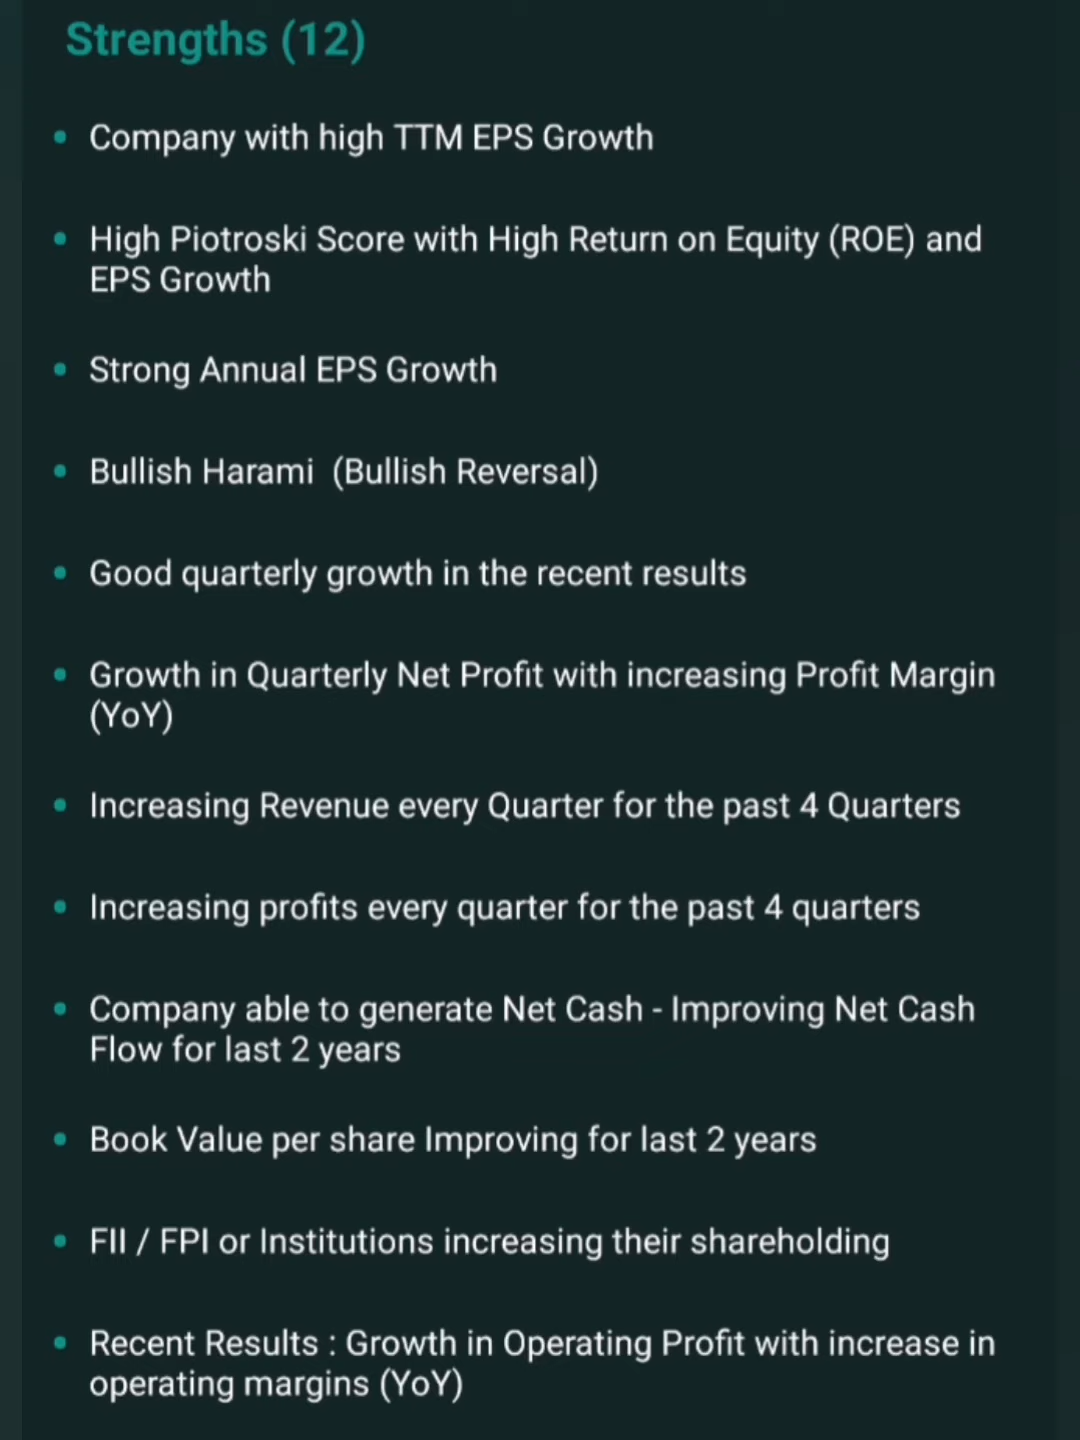 Strengths (12)
Company with high TTM EPS Growth
High Piotroski Score with High Return on Equity (ROE) and
EPS Growth
Strong Annual EPS Growth
Bullish Harami  (Bullish Reversal)
Good quarterly growth in the recent results
Growth in Quarterly Net Profit with increasing Profit Margin
(YoY)
Increasing Revenue every Quarter for the past 4 Quarters
Increasing profits every quarter for the past 4 quarters
Company able to generate Net Cash - Improving Net Cash
Flow for last 2 years
Book Value per share Improving for last 2 years
FII / FPI or Institutions increasing their shareholding
Recent Results : Growth in Operating Profit with increase in
operating margins (YoY)